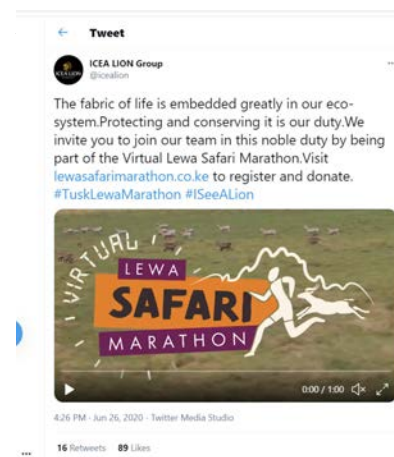 Tweet
ICEA LION Group
@icealion
The fabric of life is embedded greatly in our eco-
system.Protecting and conserving it is our duty.We
invite you to join our team in this noble duty by being
part of the Virtual Lewa Safari Marathon.Visit
lewasafarimarathon.co.ke to register and donate.
#TuskLewaMarathon #ISeeALion
VIRTUAL
LEWA
SAFARI
MARATHON
0:00 / 1:00
4:26 PM · Jun 26, 2020 · Twitter Media Studio
16 Retweets 89 Likes